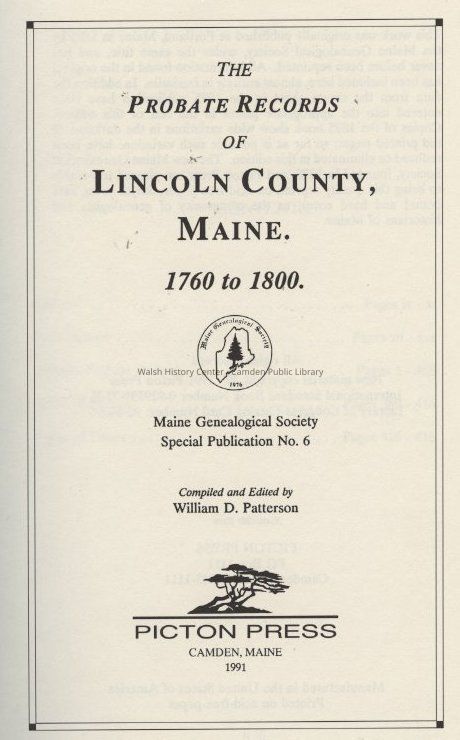 THE
PROBATE RECORDS
OF
LINCOLN COUNTY,
MAINE.
1760 to 1800.
Maine Genealogical Society
1976
Walsh History Center - Camden Public Library
Maine Genealogical Society
Special Publication No. 6
Compiled and Edited by
William D. Patterson
PICTON PRESS
CAMDEN, MAINE
1991